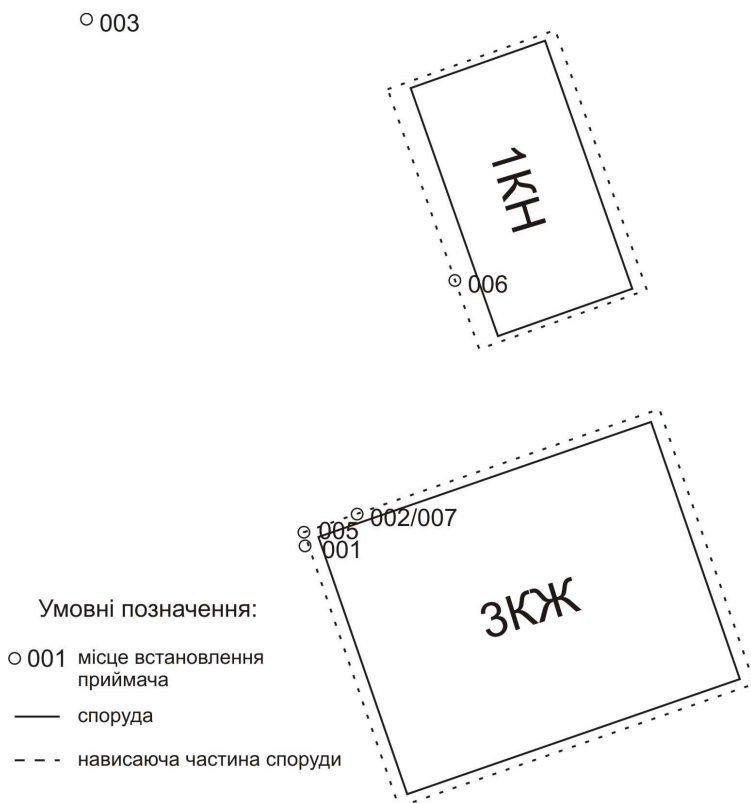 003
1КН
006
002/007
005
001
3КЖ
Умовні позначення:
001 місце встановлення
приймача
споруда
нависаюча частина споруди